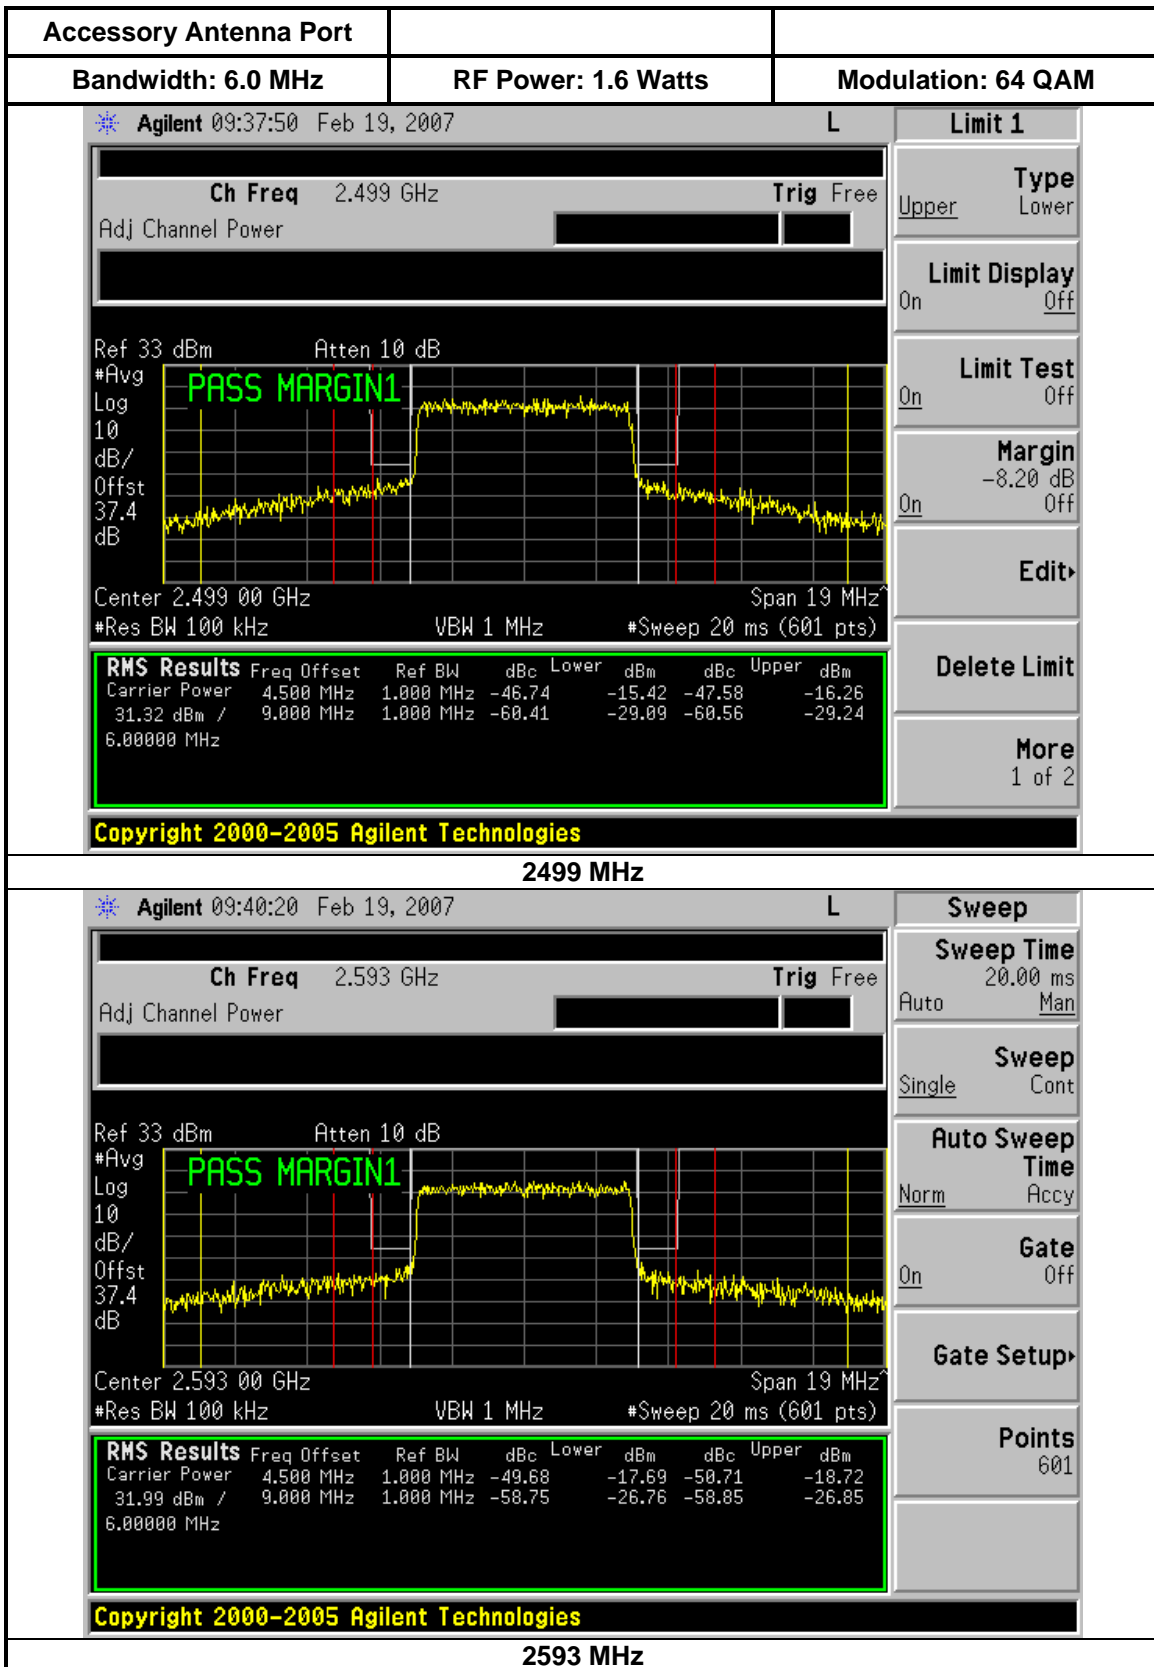 Accessory Antenna Port
Bandwidth: 6.0 MHz RF Power: 1.6 Watts Modulation: 64 QAM
Agilent 09:37:50 Feb 19, 2007 L Limit 1
Ch Freq 2.499 GHz Trig Free
Adj Channel Power
Type
Upper Lower
Limit Display
On Off
Ref 33 dBm Atten 10 dB
#Avg
Log
10
dB/
Offst
37.4
dB
PASS MARGIN1
Limit Test
On Off
Margin
-8.20 dB
On Off
Edit
Center 2.499 00 GHz Span 19 MHz^
#Res BW 100 kHz VBW 1 MHz #Sweep 20 ms (601 pts)
RMS Results Freq Offset Ref BW dBc Lower dBm dBc Upper dBm
Carrier Power 4.500 MHz 1.000 MHz -46.74 -15.42 -47.58 -16.26
31.32 dBm / 9.000 MHz 1.000 MHz -60.41 -29.09 -60.56 -29.24
6.00000 MHz
Delete Limit
More
1 of 2
Copyright 2000-2005 Agilent Technologies
2499 MHz
Agilent 09:40:20 Feb 19, 2007 L Sweep
Ch Freq 2.593 GHz Trig Free
Adj Channel Power
Sweep Time
20.00 ms
Auto Man
Sweep
Single Cont
Ref 33 dBm Atten 10 dB
#Avg
Log
10
dB/
Offst
37.4
dB
PASS MARGIN1
Auto Sweep
Time
Norm Accy
Gate
On Off
Gate Setup
Center 2.593 00 GHz Span 19 MHz^
#Res BW 100 kHz VBW 1 MHz #Sweep 20 ms (601 pts)
RMS Results Freq Offset Ref BW dBc Lower dBm dBc Upper dBm
Carrier Power 4.500 MHz 1.000 MHz -49.68 -17.69 -50.71 -18.72
31.99 dBm / 9.000 MHz 1.000 MHz -58.75 -26.76 -58.85 -26.85
6.00000 MHz
Points
601
Copyright 2000-2005 Agilent Technologies
2593 MHz